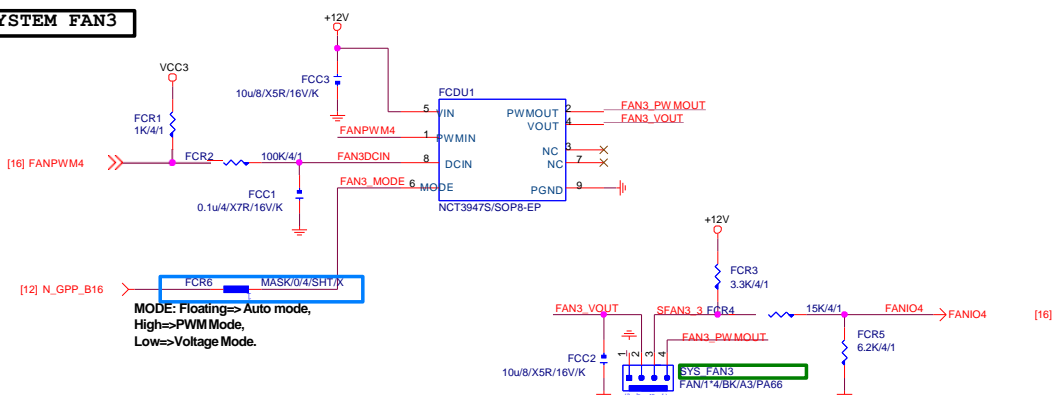 YSTEM FAN3
+12V
VCC3
FCC3
10u/8/X5R/16V/K
FCDU1
FCR1
1K/4/1
5
VIN
PWMOUT
2
FAN3_PWMOUT
VOUT
4
FAN3_VOUT
FANPWM4
1
PWMIN
[16] FANPWM4
FCR2
100K/4/1
FAN3DCIN
8
DCIN
NC
3
NC
7
FAN3_MODE
6
MODE
PGND
9
FCC1
0.1u/4/X7R/16V/K
NCT3947S/SOP8-EP
+12V
[12] N_GPP_B16
FCR6
MASK/0/4/SHT/X
FCR3
3.3K/4/1
MODE: Floating=> Auto mode,
High=>PWM Mode,
Low=>Voltage Mode.
FAN3_VOUT
SFAN3_3
FCR4
15K/4/1
FANIO4
FANIO4
[16]
FAN3_PWMOUT
FCR5
6.2K/4/1
FCC2
10u/8/X5R/16V/K
1
2
3
4
SYS_FAN3
FAN/1*4/BK/A3/PA66